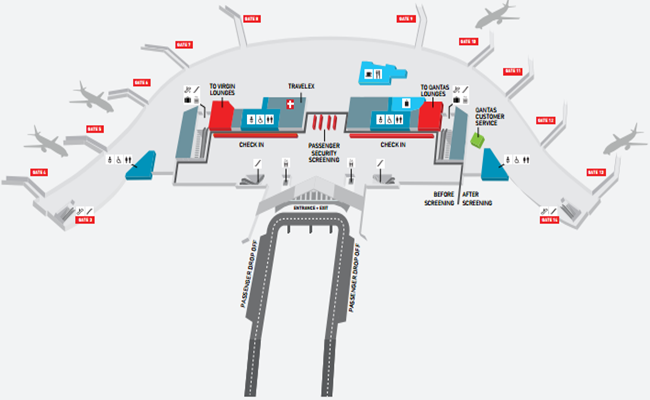 GATE 8
GATE 9
GATE 7
GATE 10
GATE 6
GATE 11
TO VIRGIN
LOUNGES
TRAVELEX
TO QANTAS
LOUNGES
QANTAS
CUSTOMER
SERVICE
GATE 12
GATE 5
CHECK IN
PASSENGER
SECURITY
SCREENING
CHECK IN
GATE 4
GATE 13
BEFORE
SCREENING
AFTER
SCREENING
GATE 3
ENTRANCE + EXIT
GATE 14
PASSENGER DROP OFF
PASSENGER DROP OFF